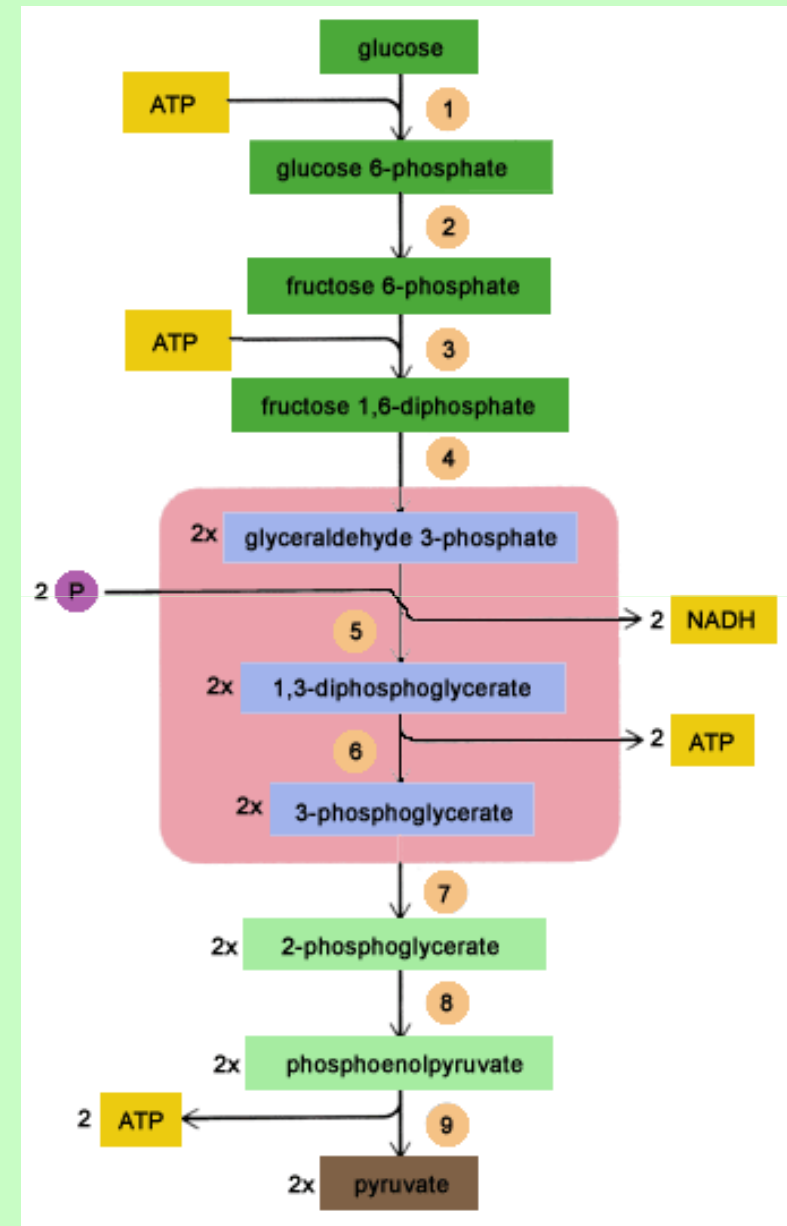 glucose
ATP
1
glucose 6-phosphate
2
fructose 6-phosphate
ATP
3
fructose 1,6-diphosphate
4
2x glyceraldehyde 3-phosphate
2 P
5
2 NADH
2x 1,3-diphosphoglycerate
6
2 ATP
2x 3-phosphoglycerate
7
2x 2-phosphoglycerate
8
2x phosphoenolpyruvate
2 ATP
9
2x pyruvate